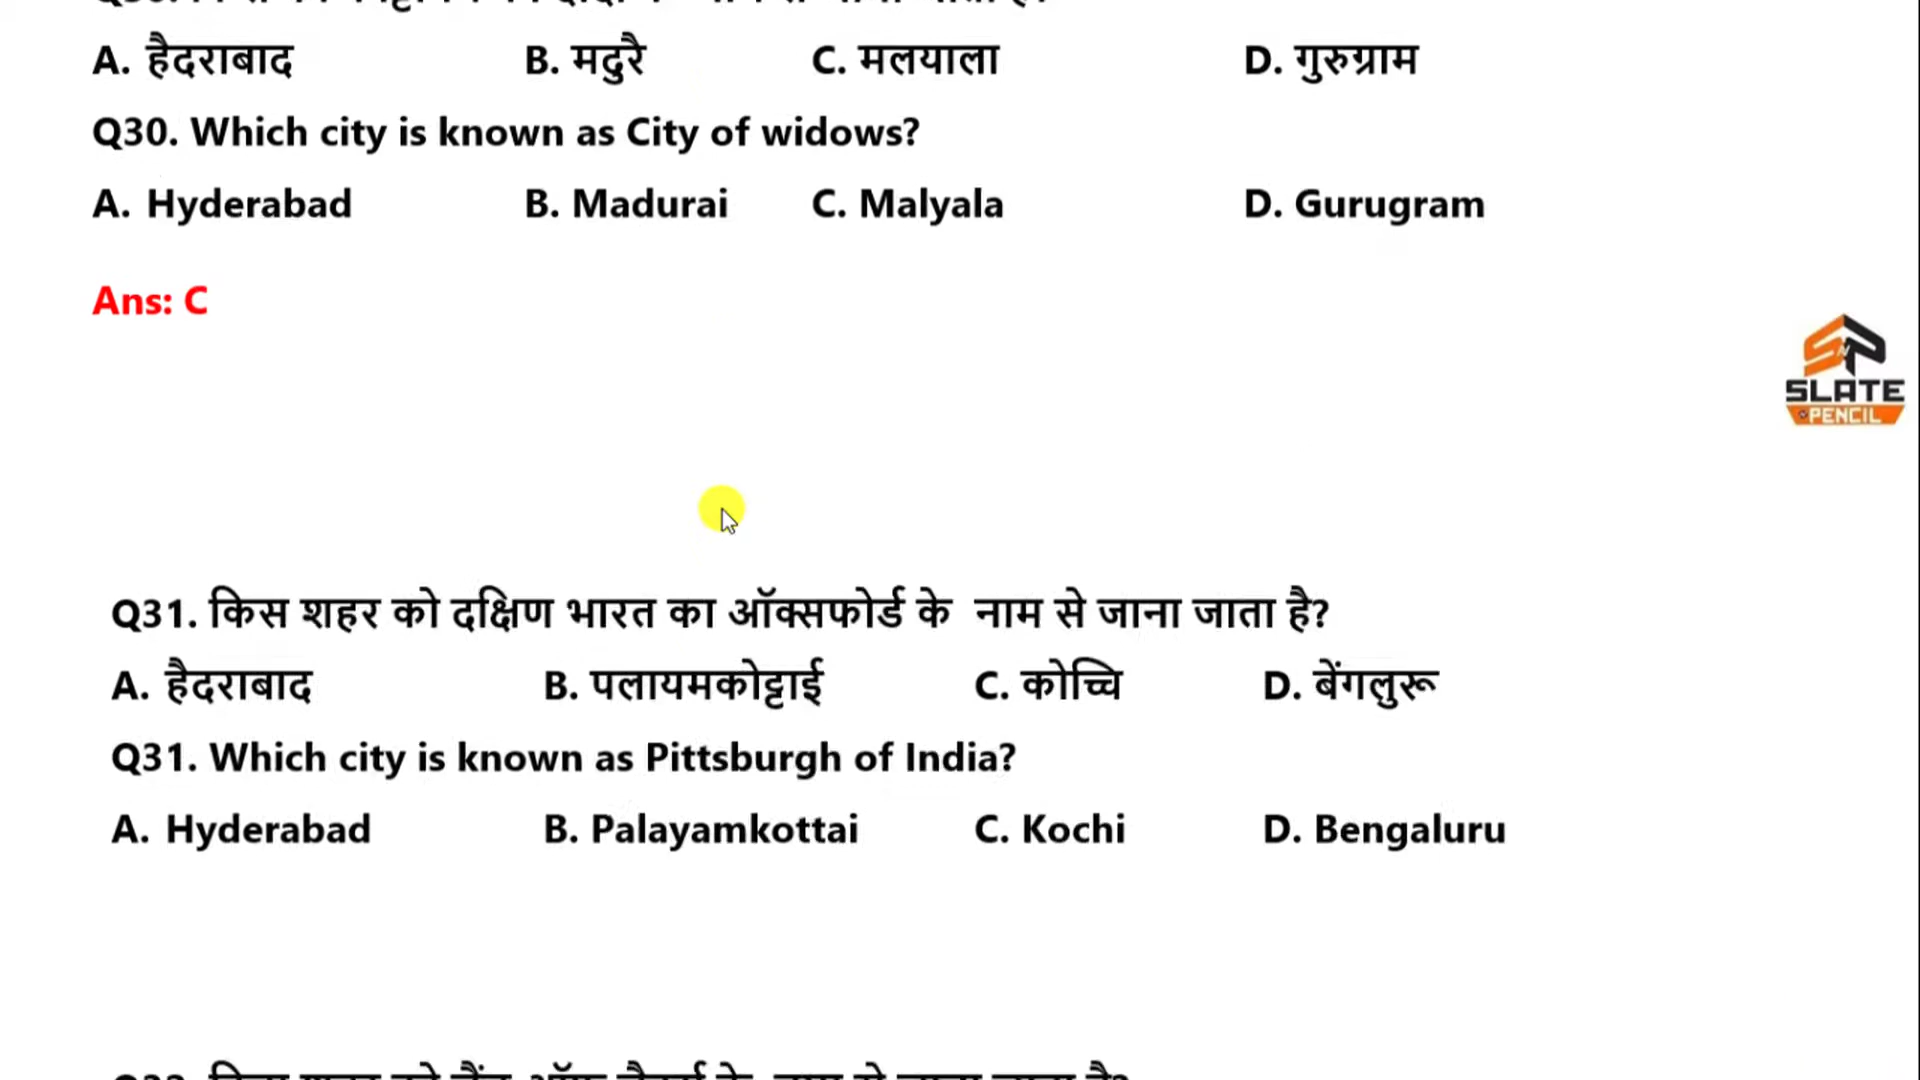 A. हैदराबाद B. मदुरै C. मलयाला D. गुरुग्राम
Q30. Which city is known as City of widows?
A. Hyderabad B. Madurai C. Malyala D. Gurugram
Ans: C
SLATE
PENCIL
Q31. किस शहर को दक्षिण भारत का ऑक्सफोर्ड के नाम से जाना जाता है?
A. हैदराबाद B. पलायमकोट्टाई C. कोच्चि D. बेंगलुरू
Q31. Which city is known as Pittsburgh of India?
A. Hyderabad B. Palayamkottai C. Kochi D. Bengaluru